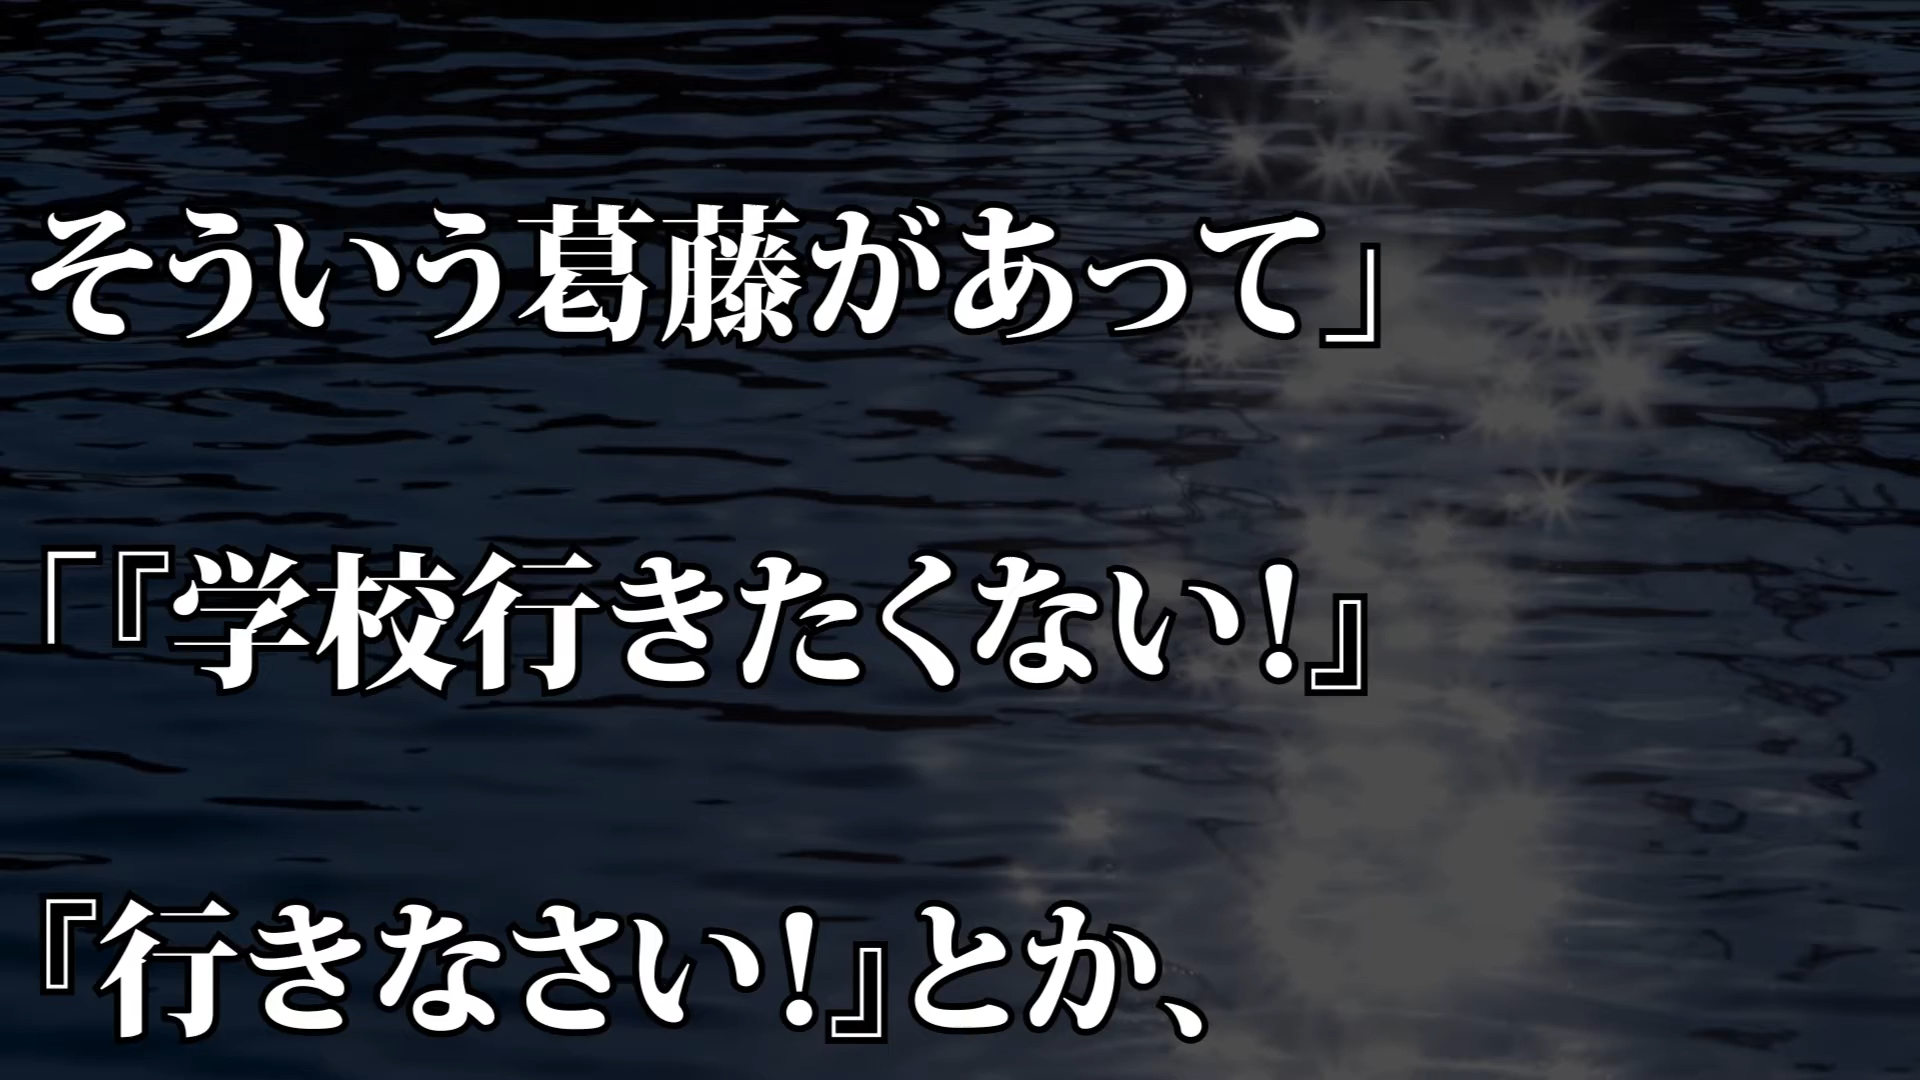 そういう葛藤があって」
「『学校行きたくない！』
『行きなさい！』とか、